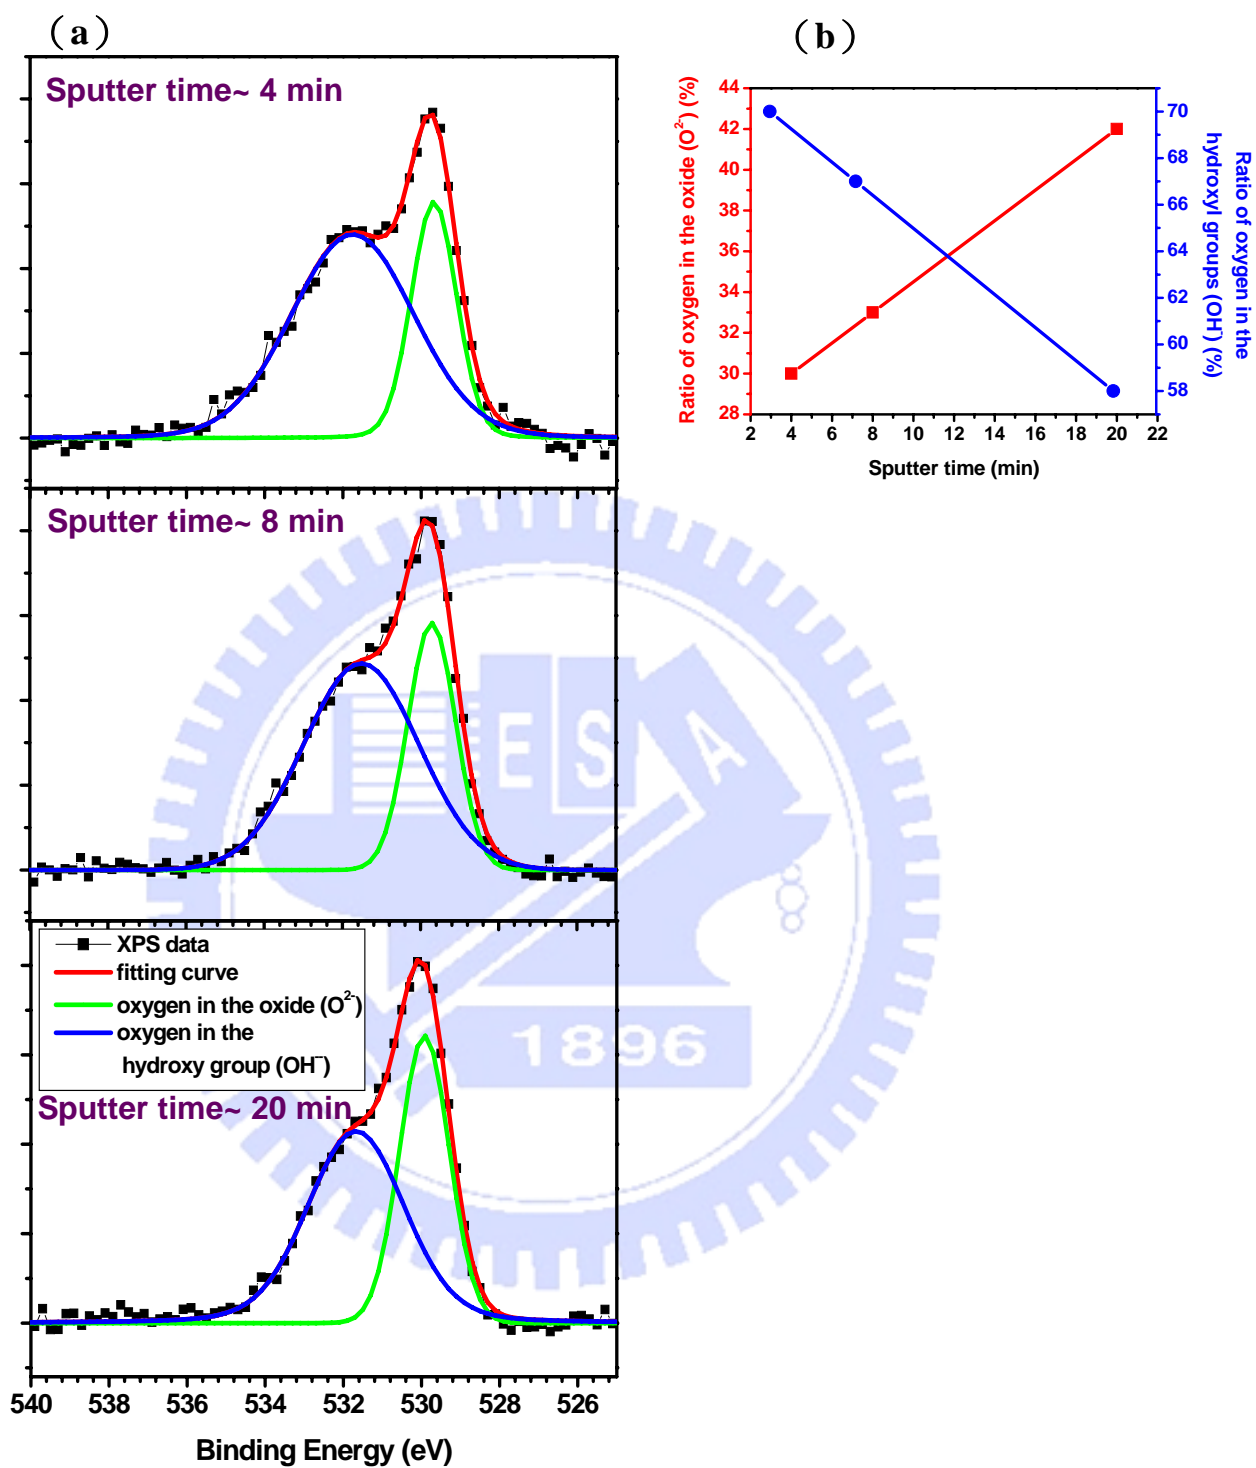 (a)
Sputter time~ 4 min
Sputter time~ 8 min
XPS data
fitting curve
oxygen in the oxide (O²⁻)
oxygen in the
hydroxy group (OH⁻)
Sputter time~ 20 min
540 538 536 534 532 530 528 526
Binding Energy (eV)
(b)
Ratio of oxygen in the oxide (O²⁻) (%)
44
42
40
38
36
34
33
32
30
28
70
68
66
64
62
60
58
Ratio of oxygen in the
hydroxyl groups (OH⁻) (%)
2 4 6 8 10 12 14 16 18 20 22
Sputter time (min)
E S A
1896